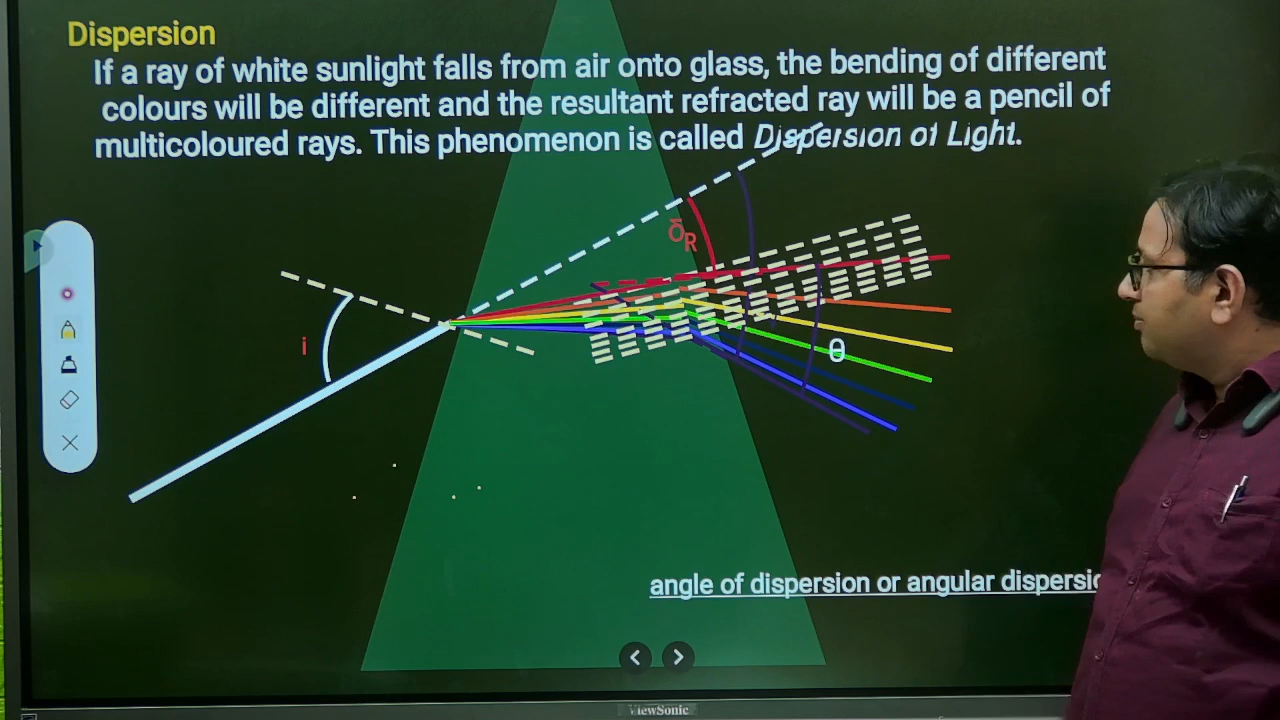 Dispersion
If a ray of white sunlight falls from air onto glass, the bending of different
colours will be different and the resultant refracted ray will be a pencil of
multicoloured rays. This phenomenon is called Dispersion of Light.
δR
i
θ
angle of dispersion or angular dispersio
ViewSonic